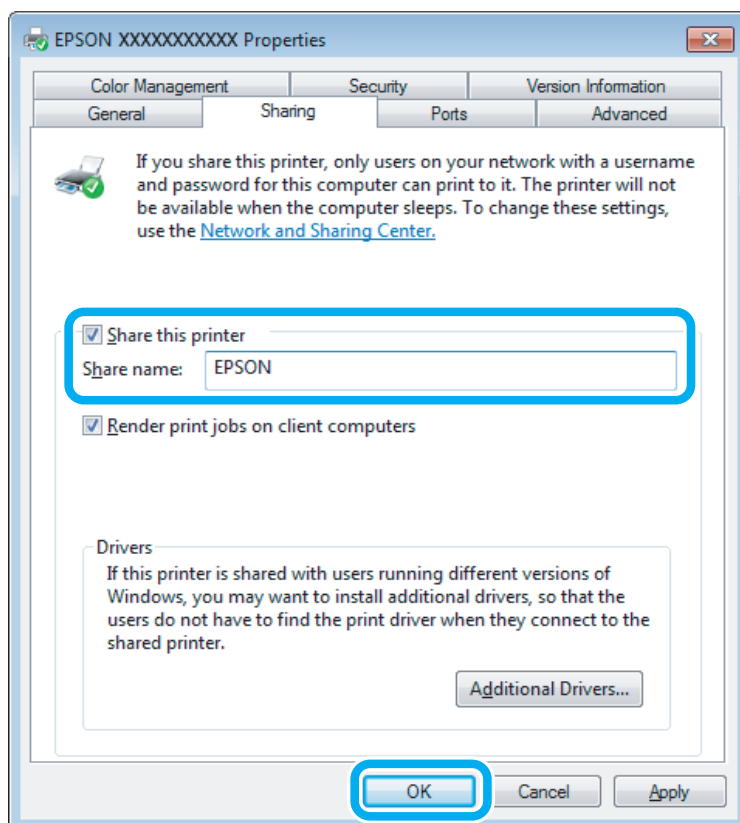 EPSON XXXXXXXXXXX Properties
Color Management Security Version Information
General Sharing Ports Advanced
If you share this printer, only users on your network with a username
and password for this computer can print to it. The printer will not
be available when the computer sleeps. To change these settings,
use the Network and Sharing Center.
Share this printer
Share name: EPSON
Render print jobs on client computers
Drivers
If this printer is shared with users running different versions of
Windows, you may want to install additional drivers, so that the
users do not have to find the print driver when they connect to the
shared printer.
Additional Drivers...
OK Cancel Apply